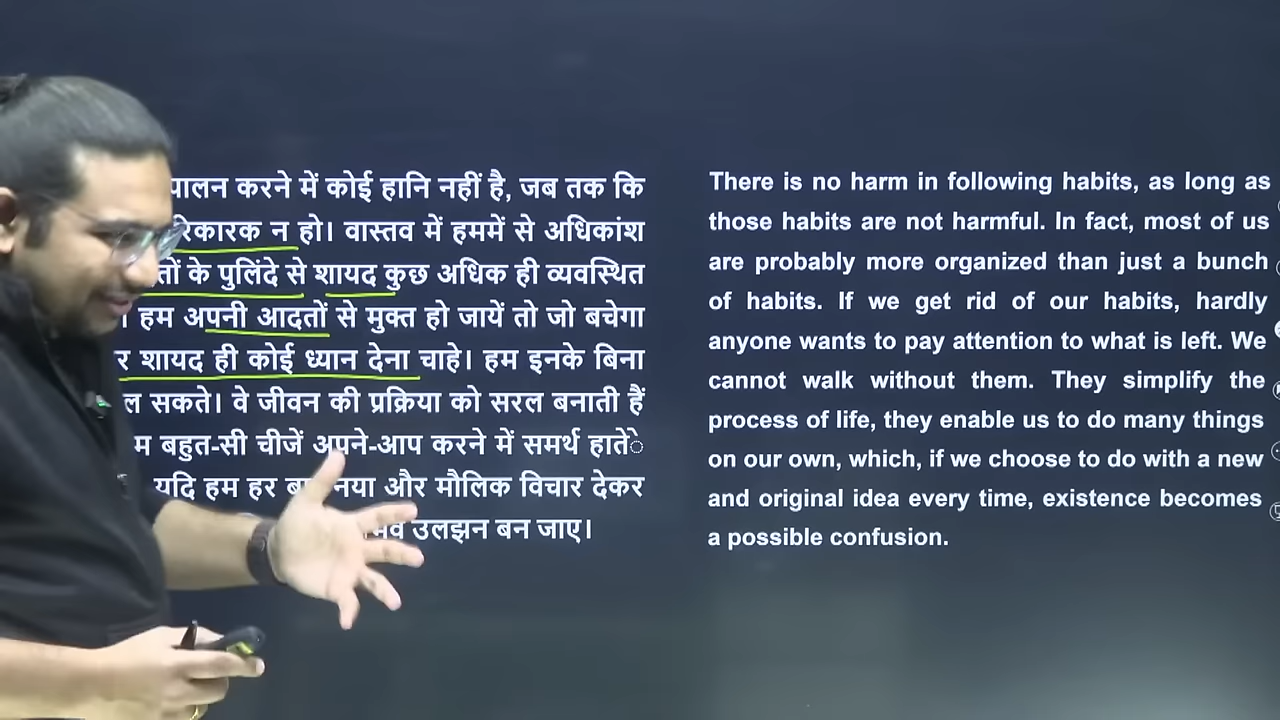 पालन करने में कोई हानि नहीं है, जब तक कि
न हो। वास्तव में हममें से अधिकांश
के पुलिंदे से शायद कुछ अधिक ही व्यवस्थित
हम अपनी आदतों से मुक्त हो जायें तो जो बचेगा
शायद ही कोई ध्यान देना चाहे। हम इनके बिना
सकते। वे जीवन की प्रक्रिया को सरल बनाती हैं
बहुत-सी चीजें अपने-आप करने में समर्थ हातेे
यदि हम हर नया और मौलिक विचार देकर
उलझन बन जाए।
There is no harm in following habits, as long as
those habits are not harmful. In fact, most of us
are probably more organized than just a bunch
of habits. If we get rid of our habits, hardly
anyone wants to pay attention to what is left. We
cannot walk without them. They simplify the
process of life, they enable us to do many things
on our own, which, if we choose to do with a new
and original idea every time, existence becomes
a possible confusion.